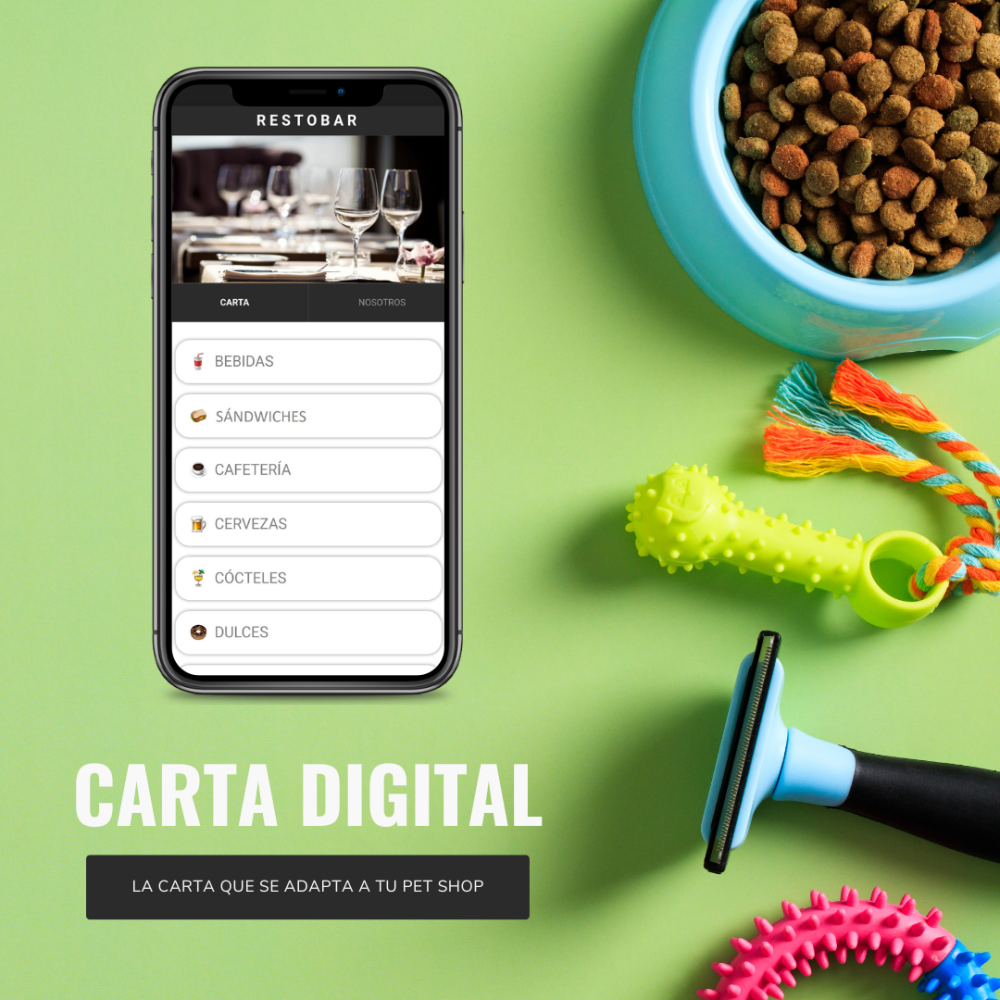 RESTOBAR
CARTA NOSOTROS
BEBIDAS
SÁNDWICHES
CAFETERÍA
CERVEZAS
CÓCTELES
DULCES
CARTA DIGITAL
LA CARTA QUE SE ADAPTA A TU PET SHOP